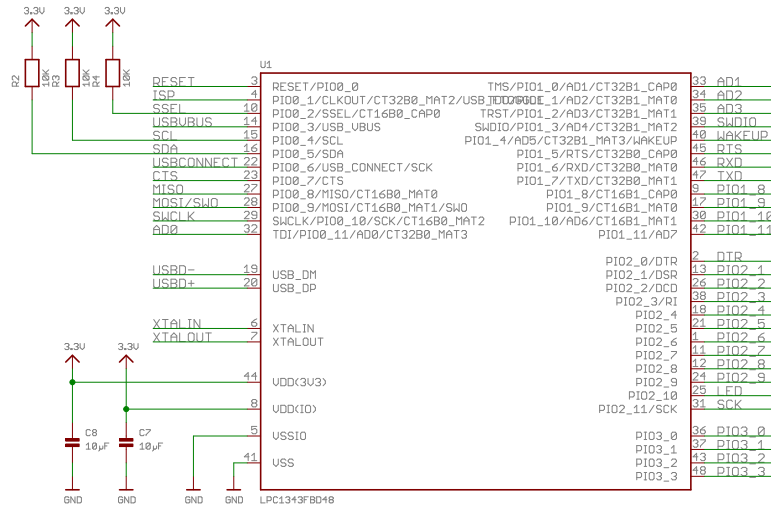 3.3V 3.3V 3.3V
R2 10K R3 10K R4 10K
U1
RESET 3 RESET/PIO0_0 TMS/PIO1_0/AD1/CT32B1_CAP0 33 AD1
ISP 4 PIO0_1/CLKOUT/CT32B0_MAT2/USB_FTOGGLE TDO/PIO1_1/AD2/CT32B1_MAT0 34 AD2
SSEL 10 PIO0_2/SSEL/CT16B0_CAP0 TRST/PIO1_2/AD3/CT32B1_MAT1 35 AD3
USBVBUS 14 PIO0_3/USB_VBUS SWDIO/PIO1_3/AD4/CT32B1_MAT2 39 SWDIO
SCL 15 PIO0_4/SCL PIO1_4/AD5/CT32B1_MAT3/WAKEUP 40 WAKEUP
SDA 16 PIO0_5/SDA PIO1_5/RTS/CT32B0_CAP0 45 RTS
USBCONNECT 22 PIO0_6/USB_CONNECT/SCK PIO1_6/RXD/CT32B0_MAT0 46 RXD
CTS 23 PIO0_7/CTS PIO1_7/TXD/CT32B0_MAT1 47 TXD
MISO 27 PIO0_8/MISO/CT16B0_MAT0 PIO1_8/CT16B1_CAP0 9 PIO1_8
MOSI/SWO 28 PIO0_9/MOSI/CT16B0_MAT1/SWO PIO1_9/CT16B1_MAT0 17 PIO1_9
SWCLK 29 SWCLK/PIO0_10/SCK/CT16B0_MAT2 PIO1_10/AD6/CT16B1_MAT1 30 PIO1_10
AD0 32 TDI/PIO0_11/AD0/CT32B0_MAT3 PIO1_11/AD7 42 PIO1_11
PIO2_0/DTR 2 DTR
USBD- 19 USB_DM PIO2_1/DSR 13 PIO2_1
USBD+ 20 USB_DP PIO2_2/DCD 26 PIO2_2
PIO2_3/RI 38 PIO2_3
PIO2_4 18 PIO2_4
XTALIN 6 XTALIN PIO2_5 21 PIO2_5
XTALOUT 7 XTALOUT PIO2_6 1 PIO2_6
3.3V 3.3V PIO2_7 11 PIO2_7
PIO2_8 12 PIO2_8
44 VDD(3V3) PIO2_9 24 PIO2_9
PIO2_10 25 LED
8 VDD(IO) PIO2_11/SCK 31 SCK
C8 10µF C7 10µF
5 VSSIO PIO3_0 36 PIO3_0
PIO3_1 37 PIO3_1
41 VSS PIO3_2 43 PIO3_2
PIO3_3 48 PIO3_3
GND GND GND GND LPC1343FBD48